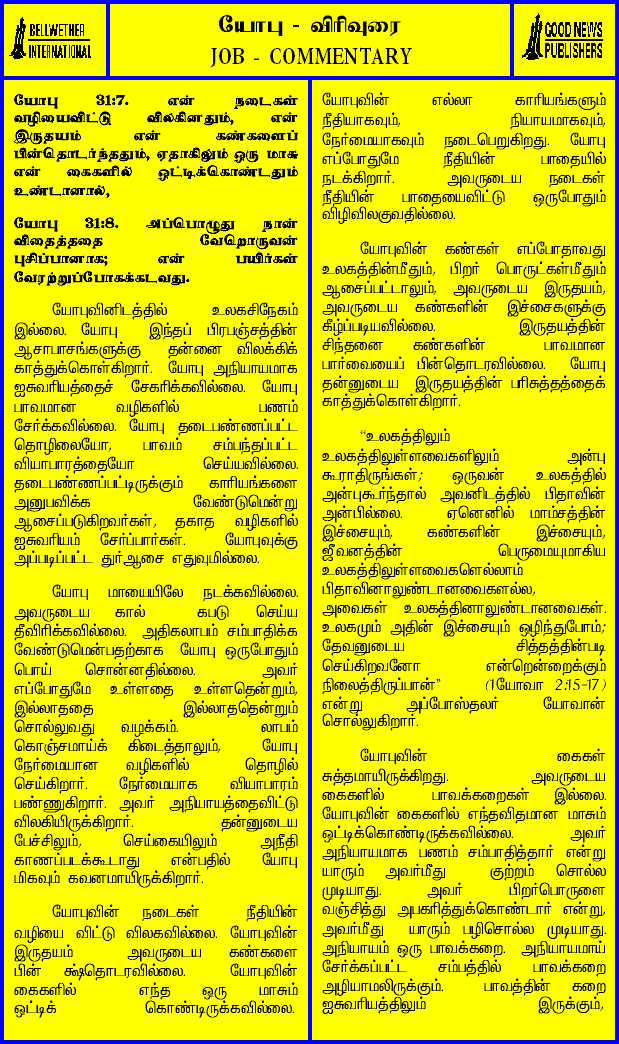 BELLWETHER
INTERNATIONAL
யோபு - விரிவுரை
JOB - COMMENTARY
GOOD NEWS
PUBLISHERS
யோபு 31:7. என் நடைகள்
வழியைவிட்டு விலகினதும், என்
இருதயம் என் கண்களைப்
பின்தொடர்ந்ததும், ஏதாகிலும் ஒரு மாசு
என் கைகளில் ஒட்டிக்கொண்டதும்
உண்டானால்,
யோபு 31:8. அப்பொழுது நான்
விதைத்ததை வேறொருவன்
புசிப்பானாக; என் பயிர்கள்
வேரற்றுப்போகக்கடவது.
யோபுவினிடத்தில் உலகசிநேகம்
இல்லை. யோபு இந்தப் பிரபஞ்சத்தின்
ஆசாபாசங்களுக்கு தன்னை விலக்கிக்
காத்துக்கொள்கிறார். யோபு அநியாயமாக
ஐசுவரியத்தைச் சேகரிக்கவில்லை. யோபு
பாவமான வழிகளில் பணம்
சேர்க்கவில்லை. யோபு தடைபண்ணப்பட்ட
தொழிலையோ, பாவம் சம்பந்தப்பட்ட
வியாபாரத்தையோ செய்யவில்லை.
தடைபண்ணப்பட்டிருக்கும் காரியங்களை
அனுபவிக்க வேண்டுமென்று
ஆசைப்படுகிறவர்கள், தகாத வழிகளில்
ஐசுவரியம் சேர்ப்பார்கள். யோபுவுக்கு
அப்படிப்பட்ட துர்ஆசை எதுவுமில்லை.
யோபு மாயையிலே நடக்கவில்லை.
அவருடைய கால் கபடு செய்ய
தீவிரிக்கவில்லை. அதிகலாபம் சம்பாதிக்க
வேண்டுமென்பதற்காக யோபு ஒருபோதும்
பொய் சொன்னதில்லை. அவர்
எப்போதுமே உள்ளதை உள்ளதென்றும்,
இல்லாததை இல்லாததென்றும்
சொல்லுவது வழக்கம். லாபம்
கொஞ்சமாய்க் கிடைத்தாலும், யோபு
நேர்மையான வழிகளில் தொழில்
செய்கிறார். நேர்மையாக வியாபாரம்
பண்ணுகிறார். அவர் அநியாயத்தைவிட்டு
விலகியிருக்கிறார். தன்னுடைய
பேச்சிலும், செய்கையிலும் அநீதி
காணப்படக்கூடாது என்பதில் யோபு
மிகவும் கவனமாயிருக்கிறார்.
யோபுவின் நடைகள் நீதியின்
வழியை விட்டு விலகவில்லை. யோபுவின்
இருதயம் அவருடைய கண்களை
பின் க்ஷ்தொடரவில்லை. யோபுவின்
கைகளில் எந்த ஒரு மாசும்
ஒட்டிக் கொண்டிருக்கவில்லை.
யோபுவின் எல்லா காரியங்களும்
நீதியாகவும், நியாயமாகவும்,
நேர்மையாகவும் நடைபெறுகிறது. யோபு
எப்போதுமே நீதியின் பாதையில்
நடக்கிறார். அவருடைய நடைகள்
நீதியின் பாதையைவிட்டு ஒருபோதும்
விழிவிலகுவதில்லை.
யோபுவின் கண்கள் எப்போதாவது
உலகத்தின்மீதும், பிறர் பொருட்கள்மீதும்
ஆசைப்பட்டாலும், அவருடைய இருதயம்,
அவருடைய கண்களின் இச்சைகளுக்கு
கீழ்ப்படியவில்லை. இருதயத்தின்
சிந்தனை கண்களின் பாவமான
பார்வையைப் பின்தொடரவில்லை. யோபு
தன்னுடைய இருதயத்தின் பரிசுத்தத்தைக்
காத்துக்கொள்கிறார்.
"உலகத்திலும்
உலகத்திலுள்ளவைகளிலும் அன்பு
கூராதிருங்கள்; ஒருவன் உலகத்தில்
அன்புகூர்ந்தால் அவனிடத்தில் பிதாவின்
அன்பில்லை. ஏனெனில் மாம்சத்தின்
இச்சையும், கண்களின் இச்சையும்,
ஜீவனத்தின் பெருமையுமாகிய
உலகத்திலுள்ளவைகளெல்லாம்
பிதாவினாலுண்டானவைகளல்ல,
அவைகள் உலகத்தினாலுண்டானவைகள்.
உலகமும் அதின் இச்சையும் ஒழிந்துபோம்;
தேவனுடைய சித்தத்தின்படி
செய்கிறவனோ என்றென்றைக்கும்
நிலைத்திருப்பான்" (1யோவா 2:15-17)
என்று அப்போஸ்தலர் யோவான்
சொல்லுகிறார்.
யோபுவின் கைகள்
சுத்தமாயிருக்கிறது. அவருடைய
கைகளில் பாவக்கறைகள் இல்லை.
யோபுவின் கைகளில் எந்தவிதமான மாசும்
ஒட்டிக்கொண்டிருக்கவில்லை. அவர்
அநியாயமாக பணம் சம்பாதித்தார் என்று
யாரும் அவர்மீது குற்றம் சொல்ல
முடியாது. அவர் பிறர்பொருளை
வஞ்சித்து அபகரித்துக்கொண்டார் என்று,
அவர்மீது யாரும் பழிசொல்ல முடியாது.
அநியாயம் ஒரு பாவக்கறை. அநியாயமாய்
சேர்க்கப்பட்ட சம்பத்தில் பாவக்கறை
அழியாமலிருக்கும். பாவத்தின் கறை
ஐசுவரியத்திலும் இருக்கும்,